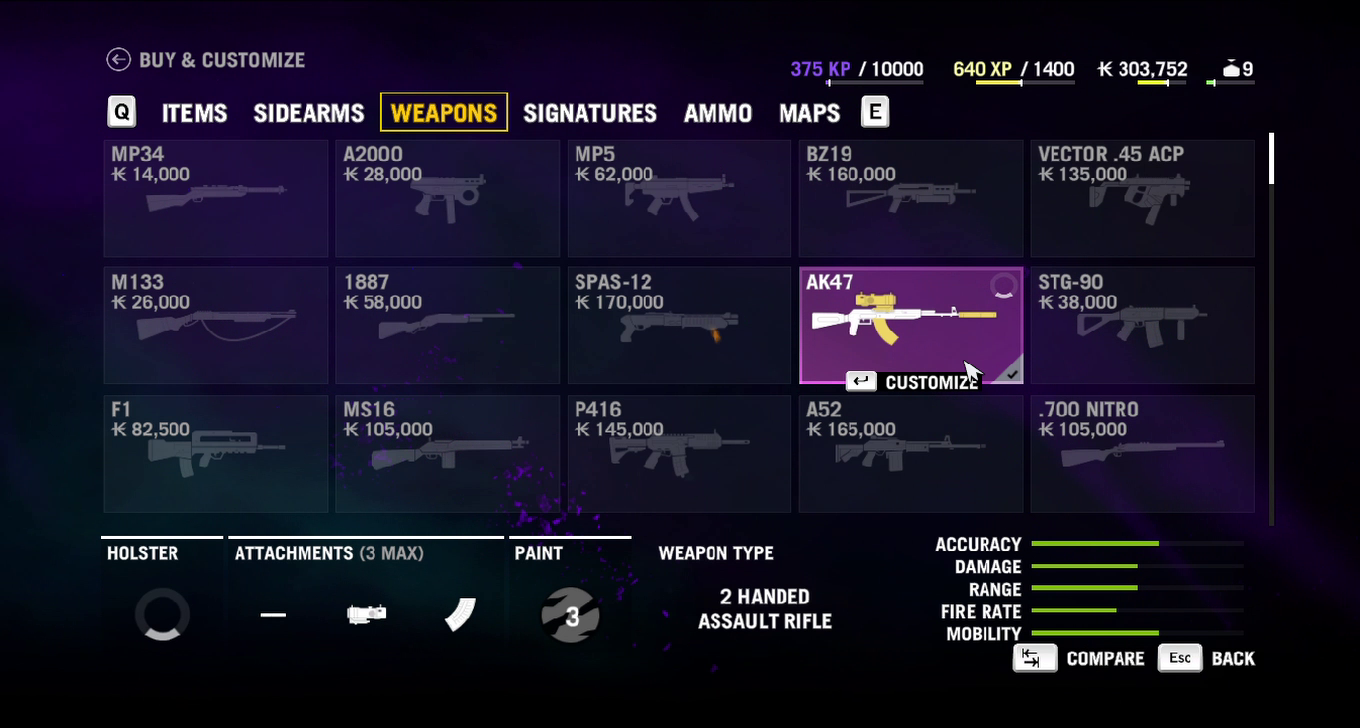 BUY & CUSTOMIZE
375 KP / 10000
640 XP / 1400
303,752
9
Q
ITEMS
SIDEARMS
WEAPONS
SIGNATURES
AMMO
MAPS
E
MP34
14,000
A2000
28,000
MP5
62,000
BZ19
160,000
VECTOR .45 ACP
135,000
M133
26,000
1887
58,000
SPAS-12
170,000
AK47
CUSTOMIZE
STG-90
38,000
F1
82,500
MS16
105,000
P416
145,000
A52
165,000
.700 NITRO
105,000
HOLSTER
ATTACHMENTS (3 MAX)
PAINT
3
WEAPON TYPE
2 HANDED
ASSAULT RIFLE
ACCURACY
DAMAGE
RANGE
FIRE RATE
MOBILITY
COMPARE
Esc
BACK